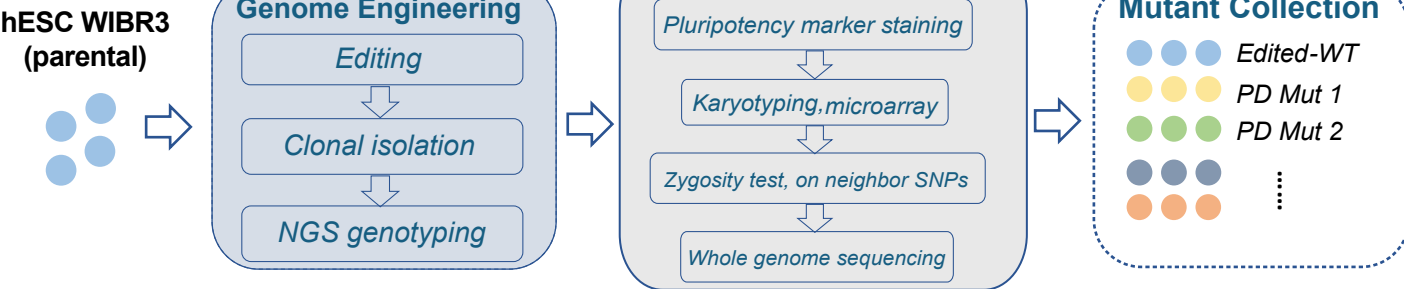 hESC WIBR3
(parental)
Genome Engineering
Editing
Clonal isolation
NGS genotyping
Pluripotency marker staining
Karyotyping,microarray
Zygosity test, on neighbor SNPs
Whole genome sequencing
Mutant Collection
Edited-WT
PD Mut 1
PD Mut 2